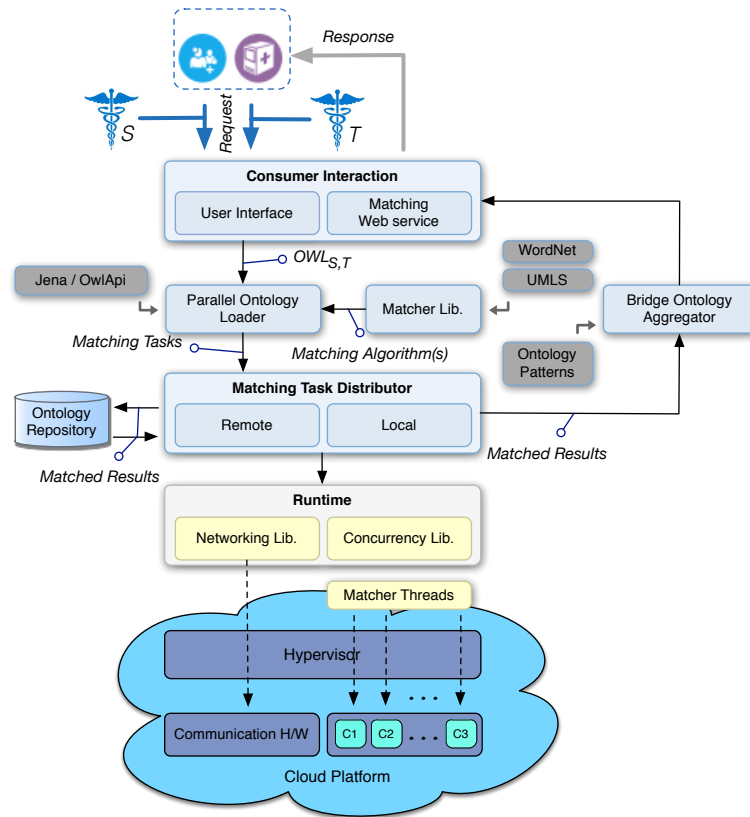 Response
Request
S
T
Consumer Interaction
User Interface
Matching
Web service
OWL S,T
WordNet
UMLS
Jena / OwlApi
Parallel Ontology
Loader
Matcher Lib.
Bridge Ontology
Aggregator
Matching Tasks
Matching Algorithm(s)
Ontology
Patterns
Matching Task Distributor
Remote
Local
Ontology
Repository
Matched Results
Matched Results
Runtime
Networking Lib.
Concurrency Lib.
Matcher Threads
Hypervisor
. . .
Communication H/W
C1
C2
. . .
C3
Cloud Platform